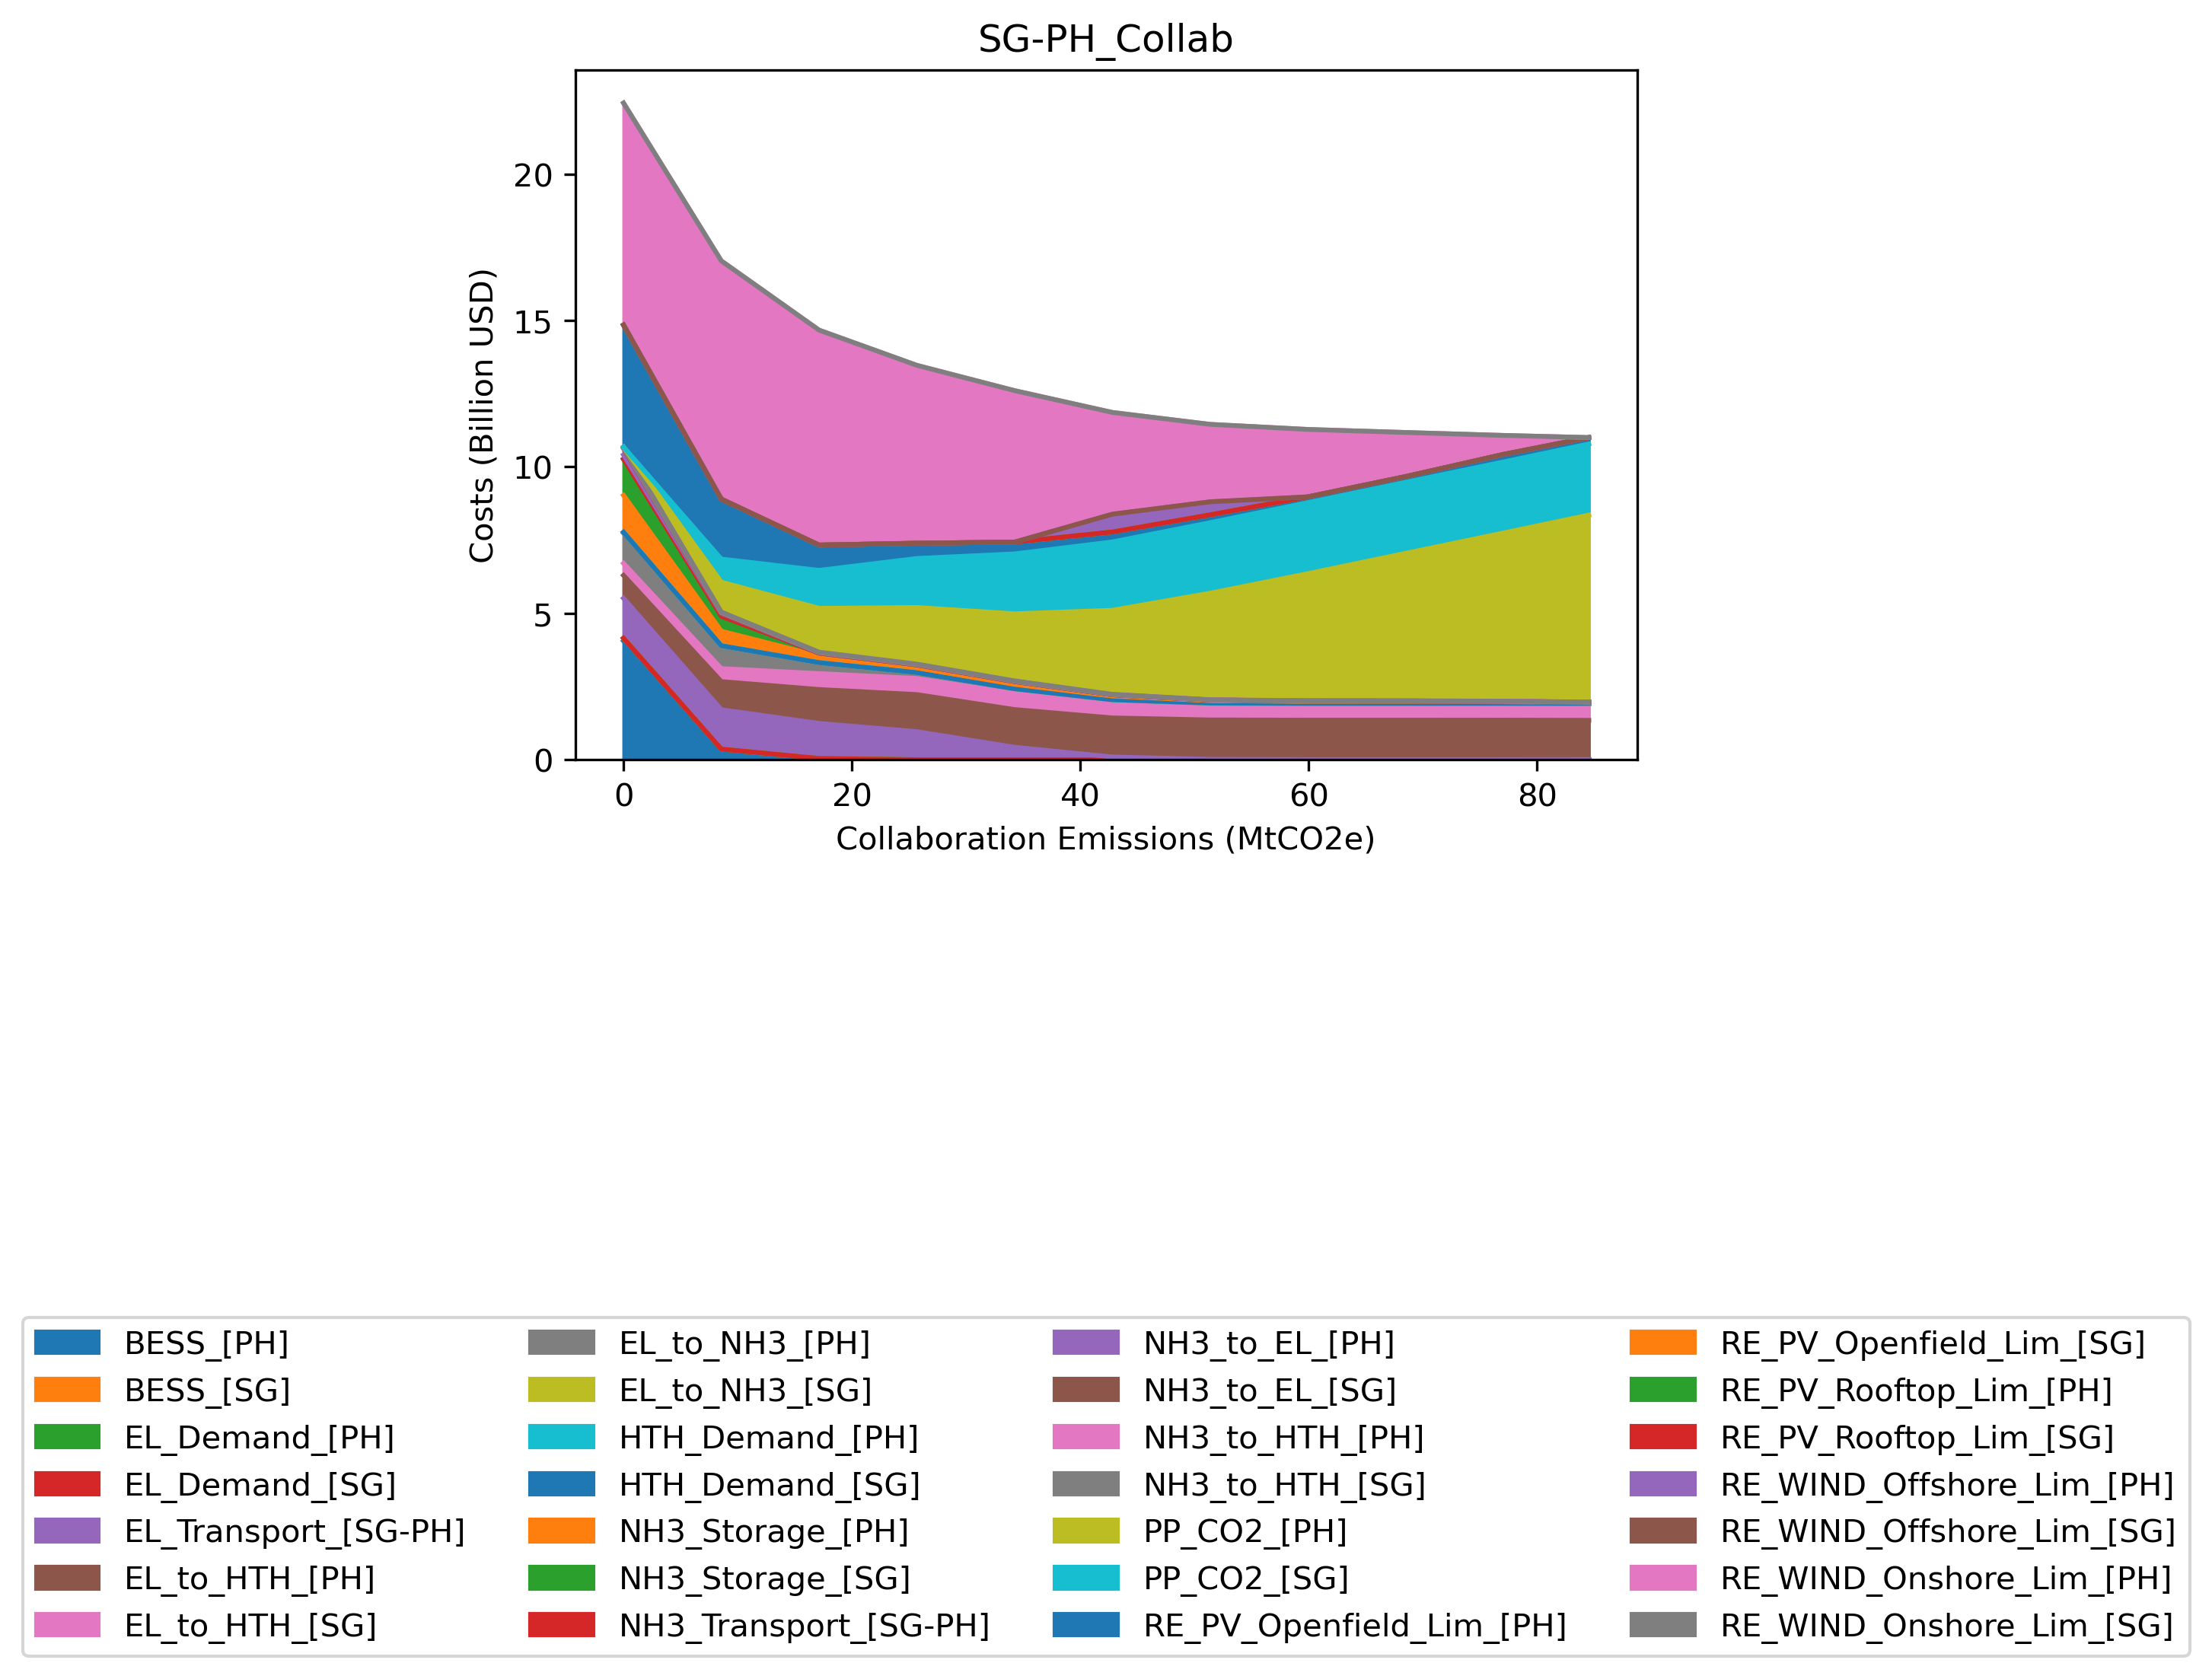 SG-PH_Collab
Costs (Billion USD)
20
15
10
5
0
0 20 40 60 80
Collaboration Emissions (MtCO2e)
BESS_[PH]
BESS_[SG]
EL_Demand_[PH]
EL_Demand_[SG]
EL_Transport_[SG-PH]
EL_to_HTH_[PH]
EL_to_HTH_[SG]
EL_to_NH3_[PH]
EL_to_NH3_[SG]
HTH_Demand_[PH]
HTH_Demand_[SG]
NH3_Storage_[PH]
NH3_Storage_[SG]
NH3_Transport_[SG-PH]
NH3_to_EL_[PH]
NH3_to_EL_[SG]
NH3_to_HTH_[PH]
NH3_to_HTH_[SG]
PP_CO2_[PH]
PP_CO2_[SG]
RE_PV_Openfield_Lim_[PH]
RE_PV_Openfield_Lim_[SG]
RE_PV_Rooftop_Lim_[PH]
RE_PV_Rooftop_Lim_[SG]
RE_WIND_Offshore_Lim_[PH]
RE_WIND_Offshore_Lim_[SG]
RE_WIND_Onshore_Lim_[PH]
RE_WIND_Onshore_Lim_[SG]